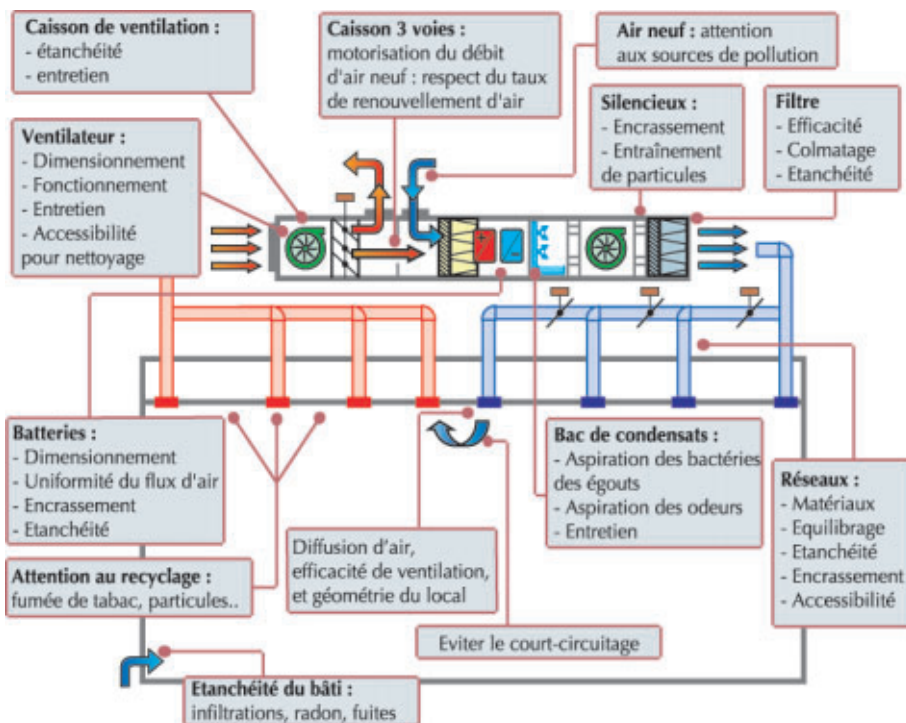 Caisson de ventilation :
- étanchéité
- entretien
Caisson 3 voies :
motorisation du débit
d'air neuf : respect du taux
de renouvellement d'air
Air neuf : attention
aux sources de pollution
Ventilateur :
- Dimensionnement
- Fonctionnement
- Entretien
- Accessibilité
pour nettoyage
Silencieux :
- Encrassement
- Entraînement
de particules
Filtre
- Efficacité
- Colmatage
- Etanchéité
Batteries :
- Dimensionnement
- Uniformité du flux d'air
- Encrassement
- Etanchéité
Attention au recyclage :
fumée de tabac, particules..
Diffusion d'air,
efficacité de ventilation,
et géométrie du local
Bac de condensats :
- Aspiration des bactéries
des égouts
- Aspiration des odeurs
- Entretien
Réseaux :
- Matériaux
- Equilibrage
- Etanchéité
- Encrassement
- Accessibilité
Eviter le court-circuitage
Etanchéité du bâti :
infiltrations, radon, fuites